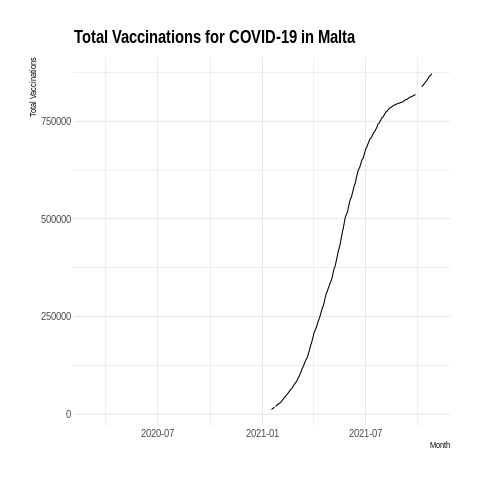 Total Vaccinations for COVID-19 in Malta
Total Vaccinations
750000
500000
250000
0
2020-07 2021-01 2021-07
Month